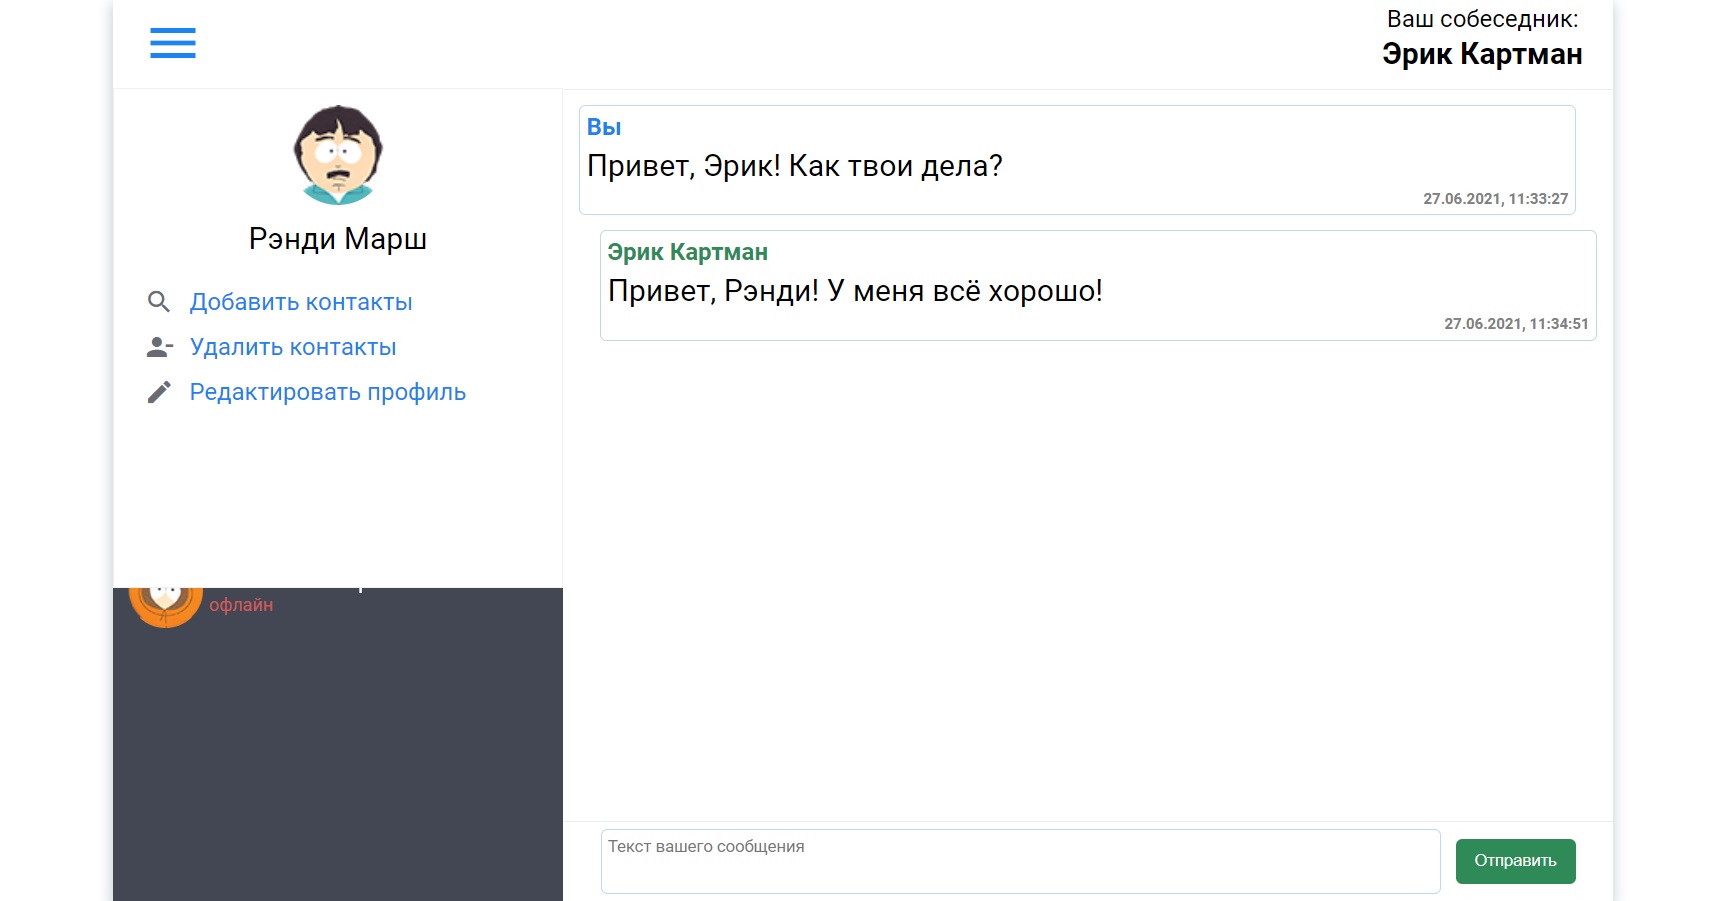 Ваш собеседник:
Эрик Картман
Рэнди Марш
Добавить контакты
Удалить контакты
Редактировать профиль
офлайн
Вы
Привет, Эрик! Как твои дела?
27.06.2021, 11:33:27
Эрик Картман
Привет, Рэнди! У меня всё хорошо!
27.06.2021, 11:34:51
Текст вашего сообщения
Отправить